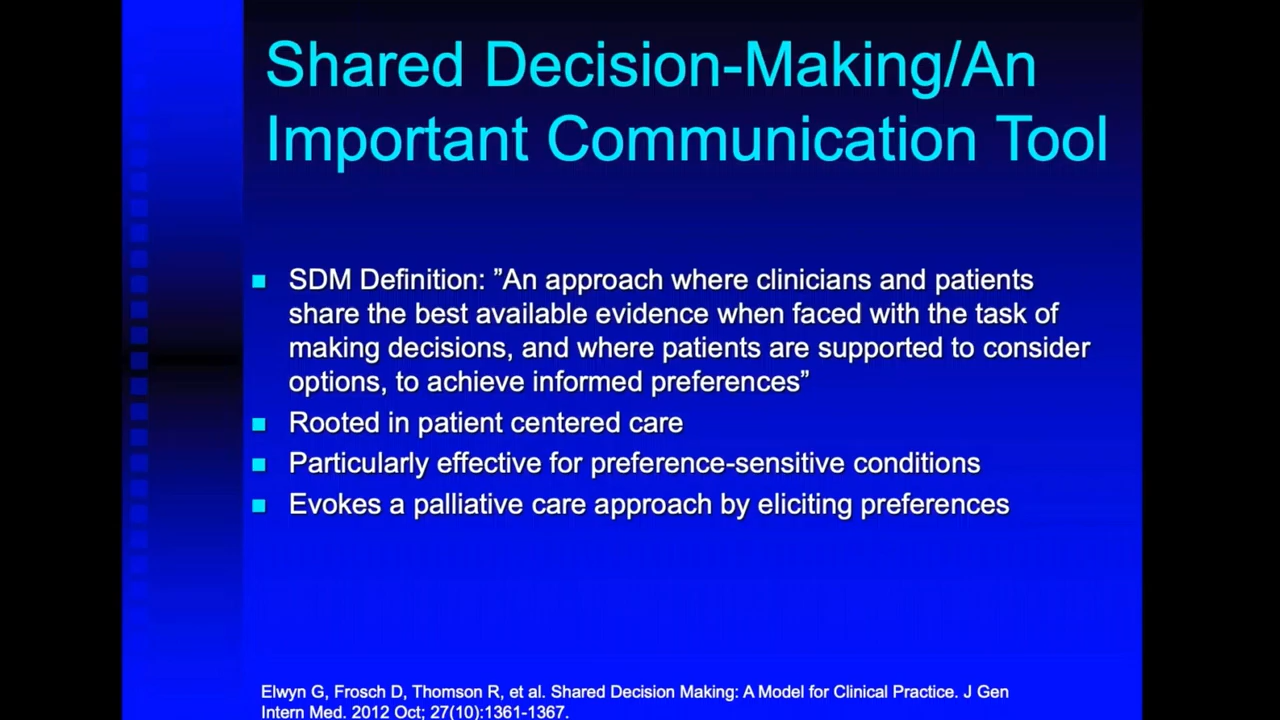 Shared Decision-Making/An
Important Communication Tool
SDM Definition: ”An approach where clinicians and patients
share the best available evidence when faced with the task of
making decisions, and where patients are supported to consider
options, to achieve informed preferences”
Rooted in patient centered care
Particularly effective for preference-sensitive conditions
Evokes a palliative care approach by eliciting preferences
Elwyn G, Frosch D, Thomson R, et al. Shared Decision Making: A Model for Clinical Practice. J Gen
Intern Med. 2012 Oct; 27(10):1361-1367.